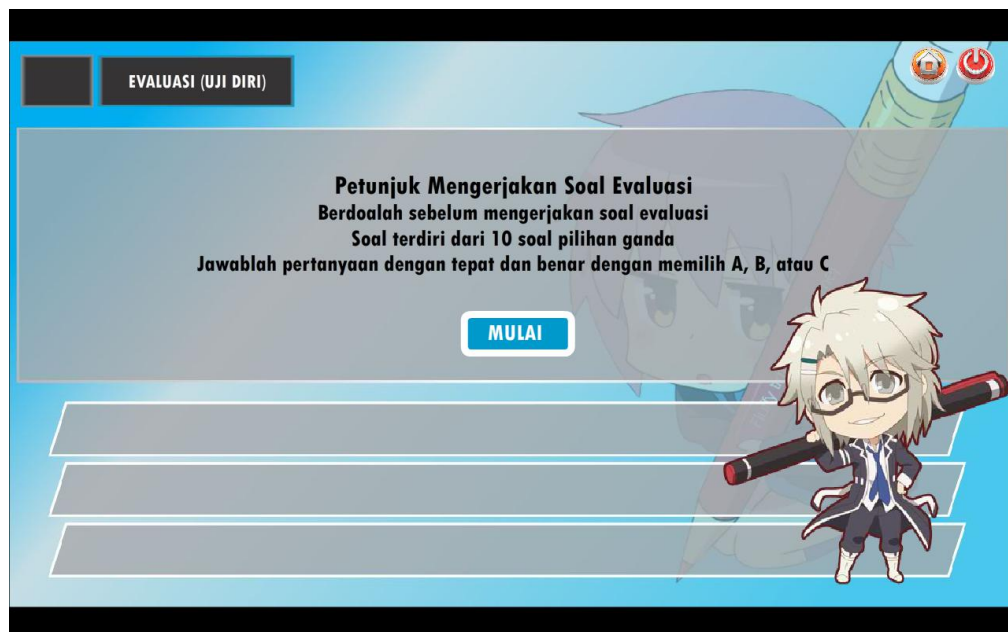 EVALUASI (UJI DIRI)
Petunjuk Mengerjakan Soal Evaluasi
Berdoalah sebelum mengerjakan soal evaluasi
Soal terdiri dari 10 soal pilihan ganda
Jawablah pertanyaan dengan tepat dan benar dengan memilih A, B, atau C
MULAI